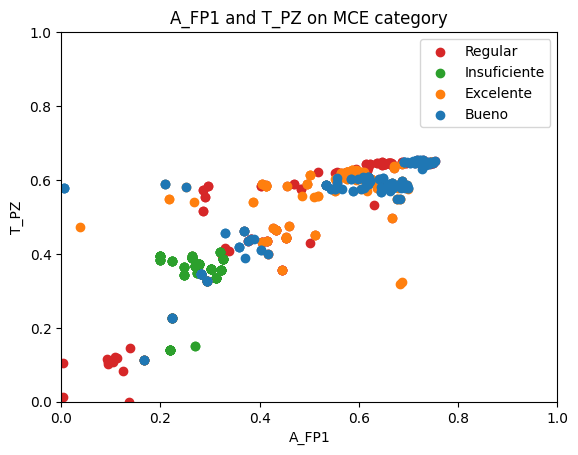 A_FP1 and T_PZ on MCE category
Regular
Insuficiente
Excelente
Bueno
1.0
0.8
0.6
0.4
0.2
0.0
T_PZ
0.0 0.2 0.4 0.6 0.8 1.0
A_FP1